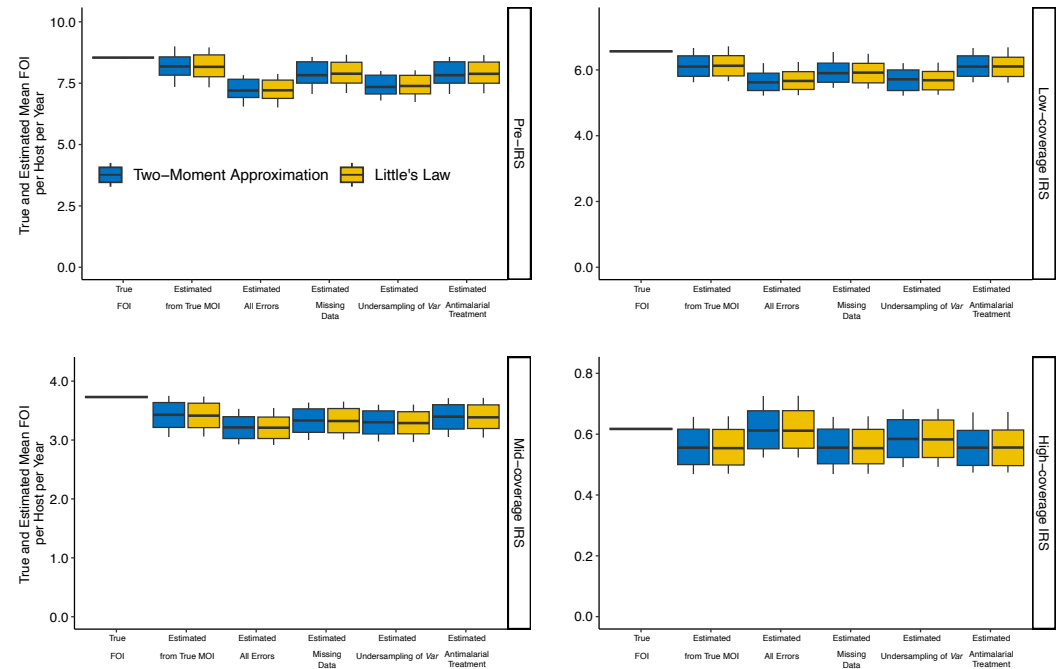 True and Estimated Mean FOI
per Host per Year
10.0
7.5
5.0
2.5
0.0
Two-Moment Approximation
Little's Law
Pre-IRS
True
FOI
Estimated
from True MOI
Estimated
All Errors
Estimated
Missing
Data
Estimated
Undersampling of Var
Estimated
Antimalarial
Treatment
6.0
4.0
2.0
0.0
Low-coverage IRS
True
FOI
Estimated
from True MOI
Estimated
All Errors
Estimated
Missing
Data
Estimated
Undersampling of Var
Estimated
Antimalarial
Treatment
True and Estimated Mean FOI
per Host per Year
4.0
3.0
2.0
1.0
0.0
Mid-coverage IRS
True
FOI
Estimated
from True MOI
Estimated
All Errors
Estimated
Missing
Data
Estimated
Undersampling of Var
Estimated
Antimalarial
Treatment
0.8
0.6
0.4
0.2
0.0
High-coverage IRS
True
FOI
Estimated
from True MOI
Estimated
All Errors
Estimated
Missing
Data
Estimated
Undersampling of Var
Estimated
Antimalarial
Treatment